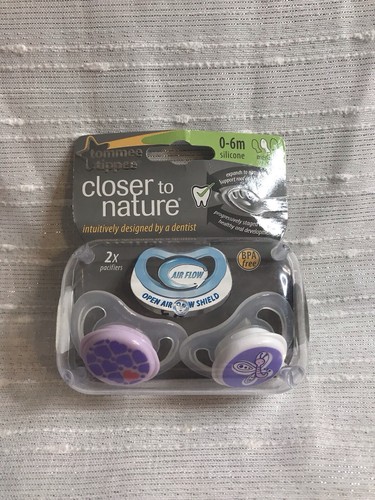 tommee
tippee
0-6m
silicone
closer to
nature®
intuitively designed by a dentist
progressively
2x
pacifiers
AIR FLOW
BPA
free
OPEN AIR FLOW SHIELD